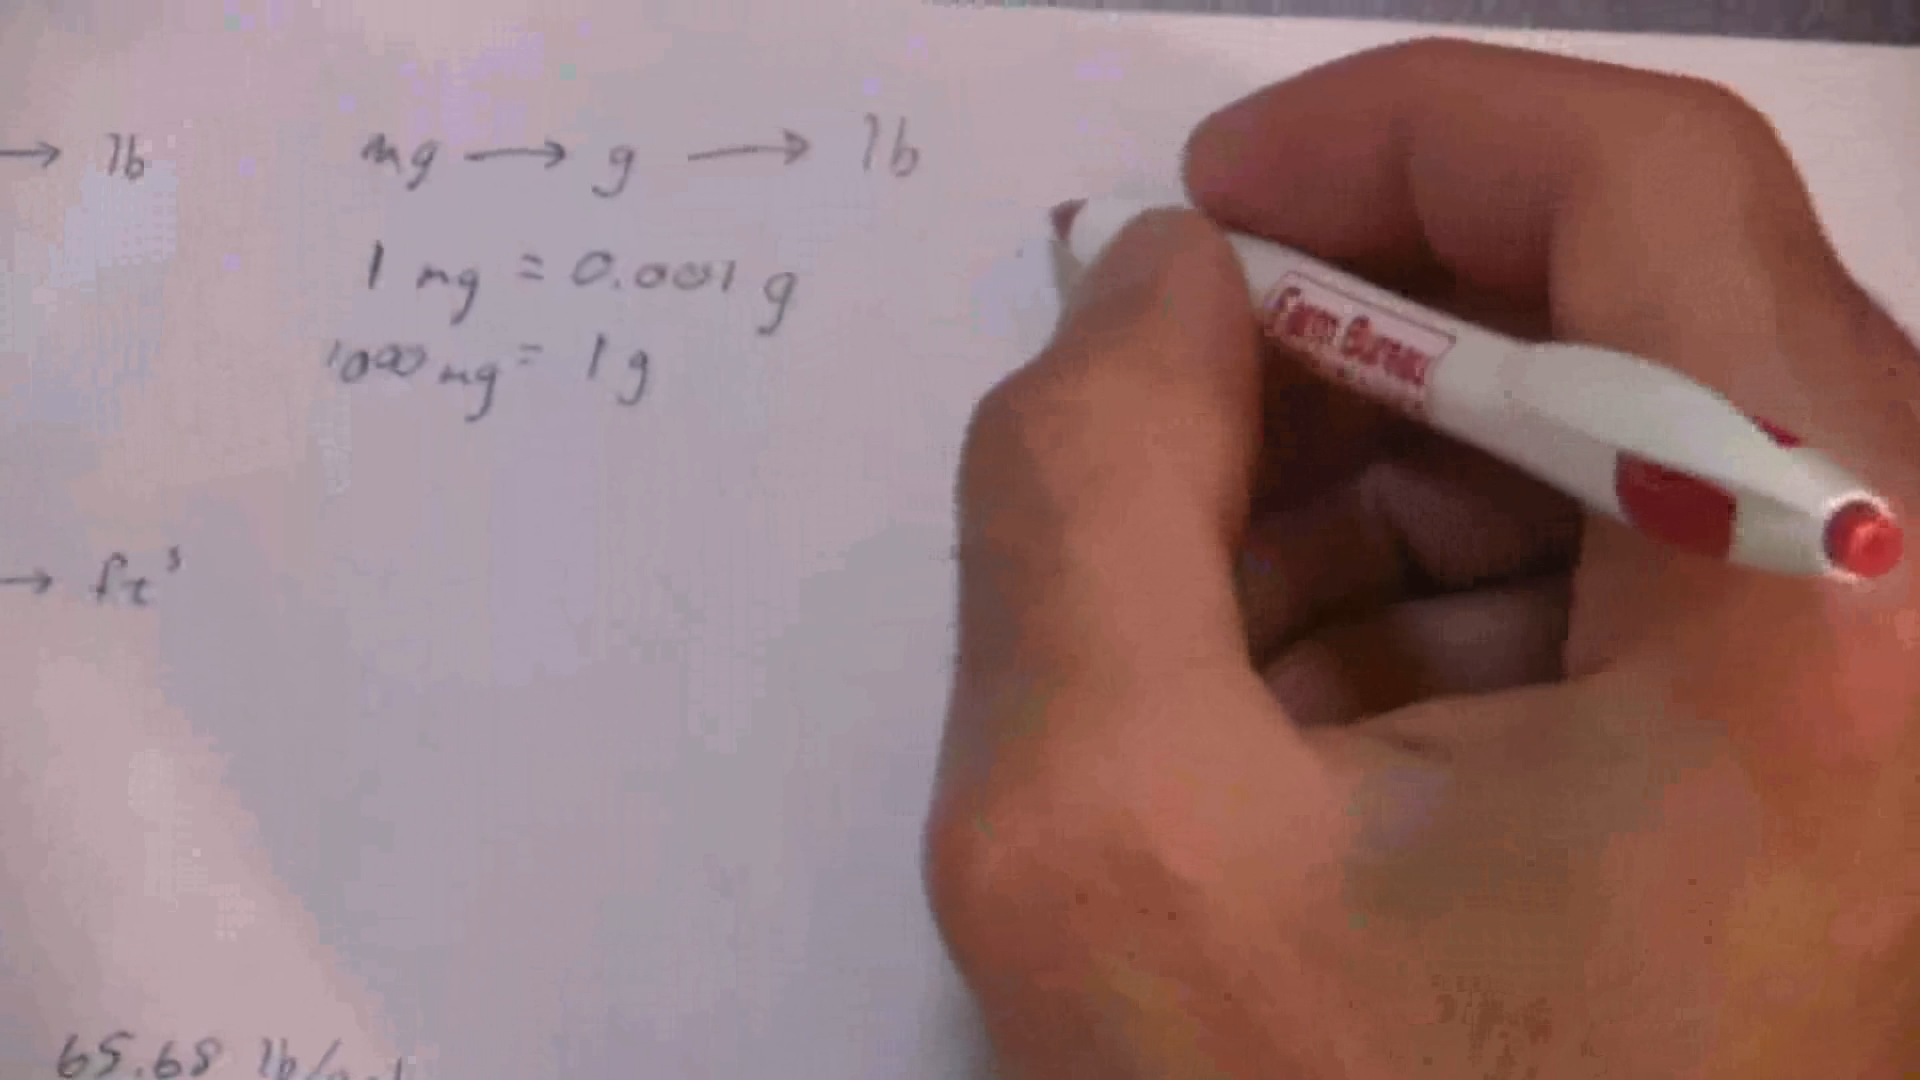 → lb
mg → g → lb
1 mg = 0.001 g
1000 mg = 1 g
→ ft³
65.68 lb/
Farm Bureau